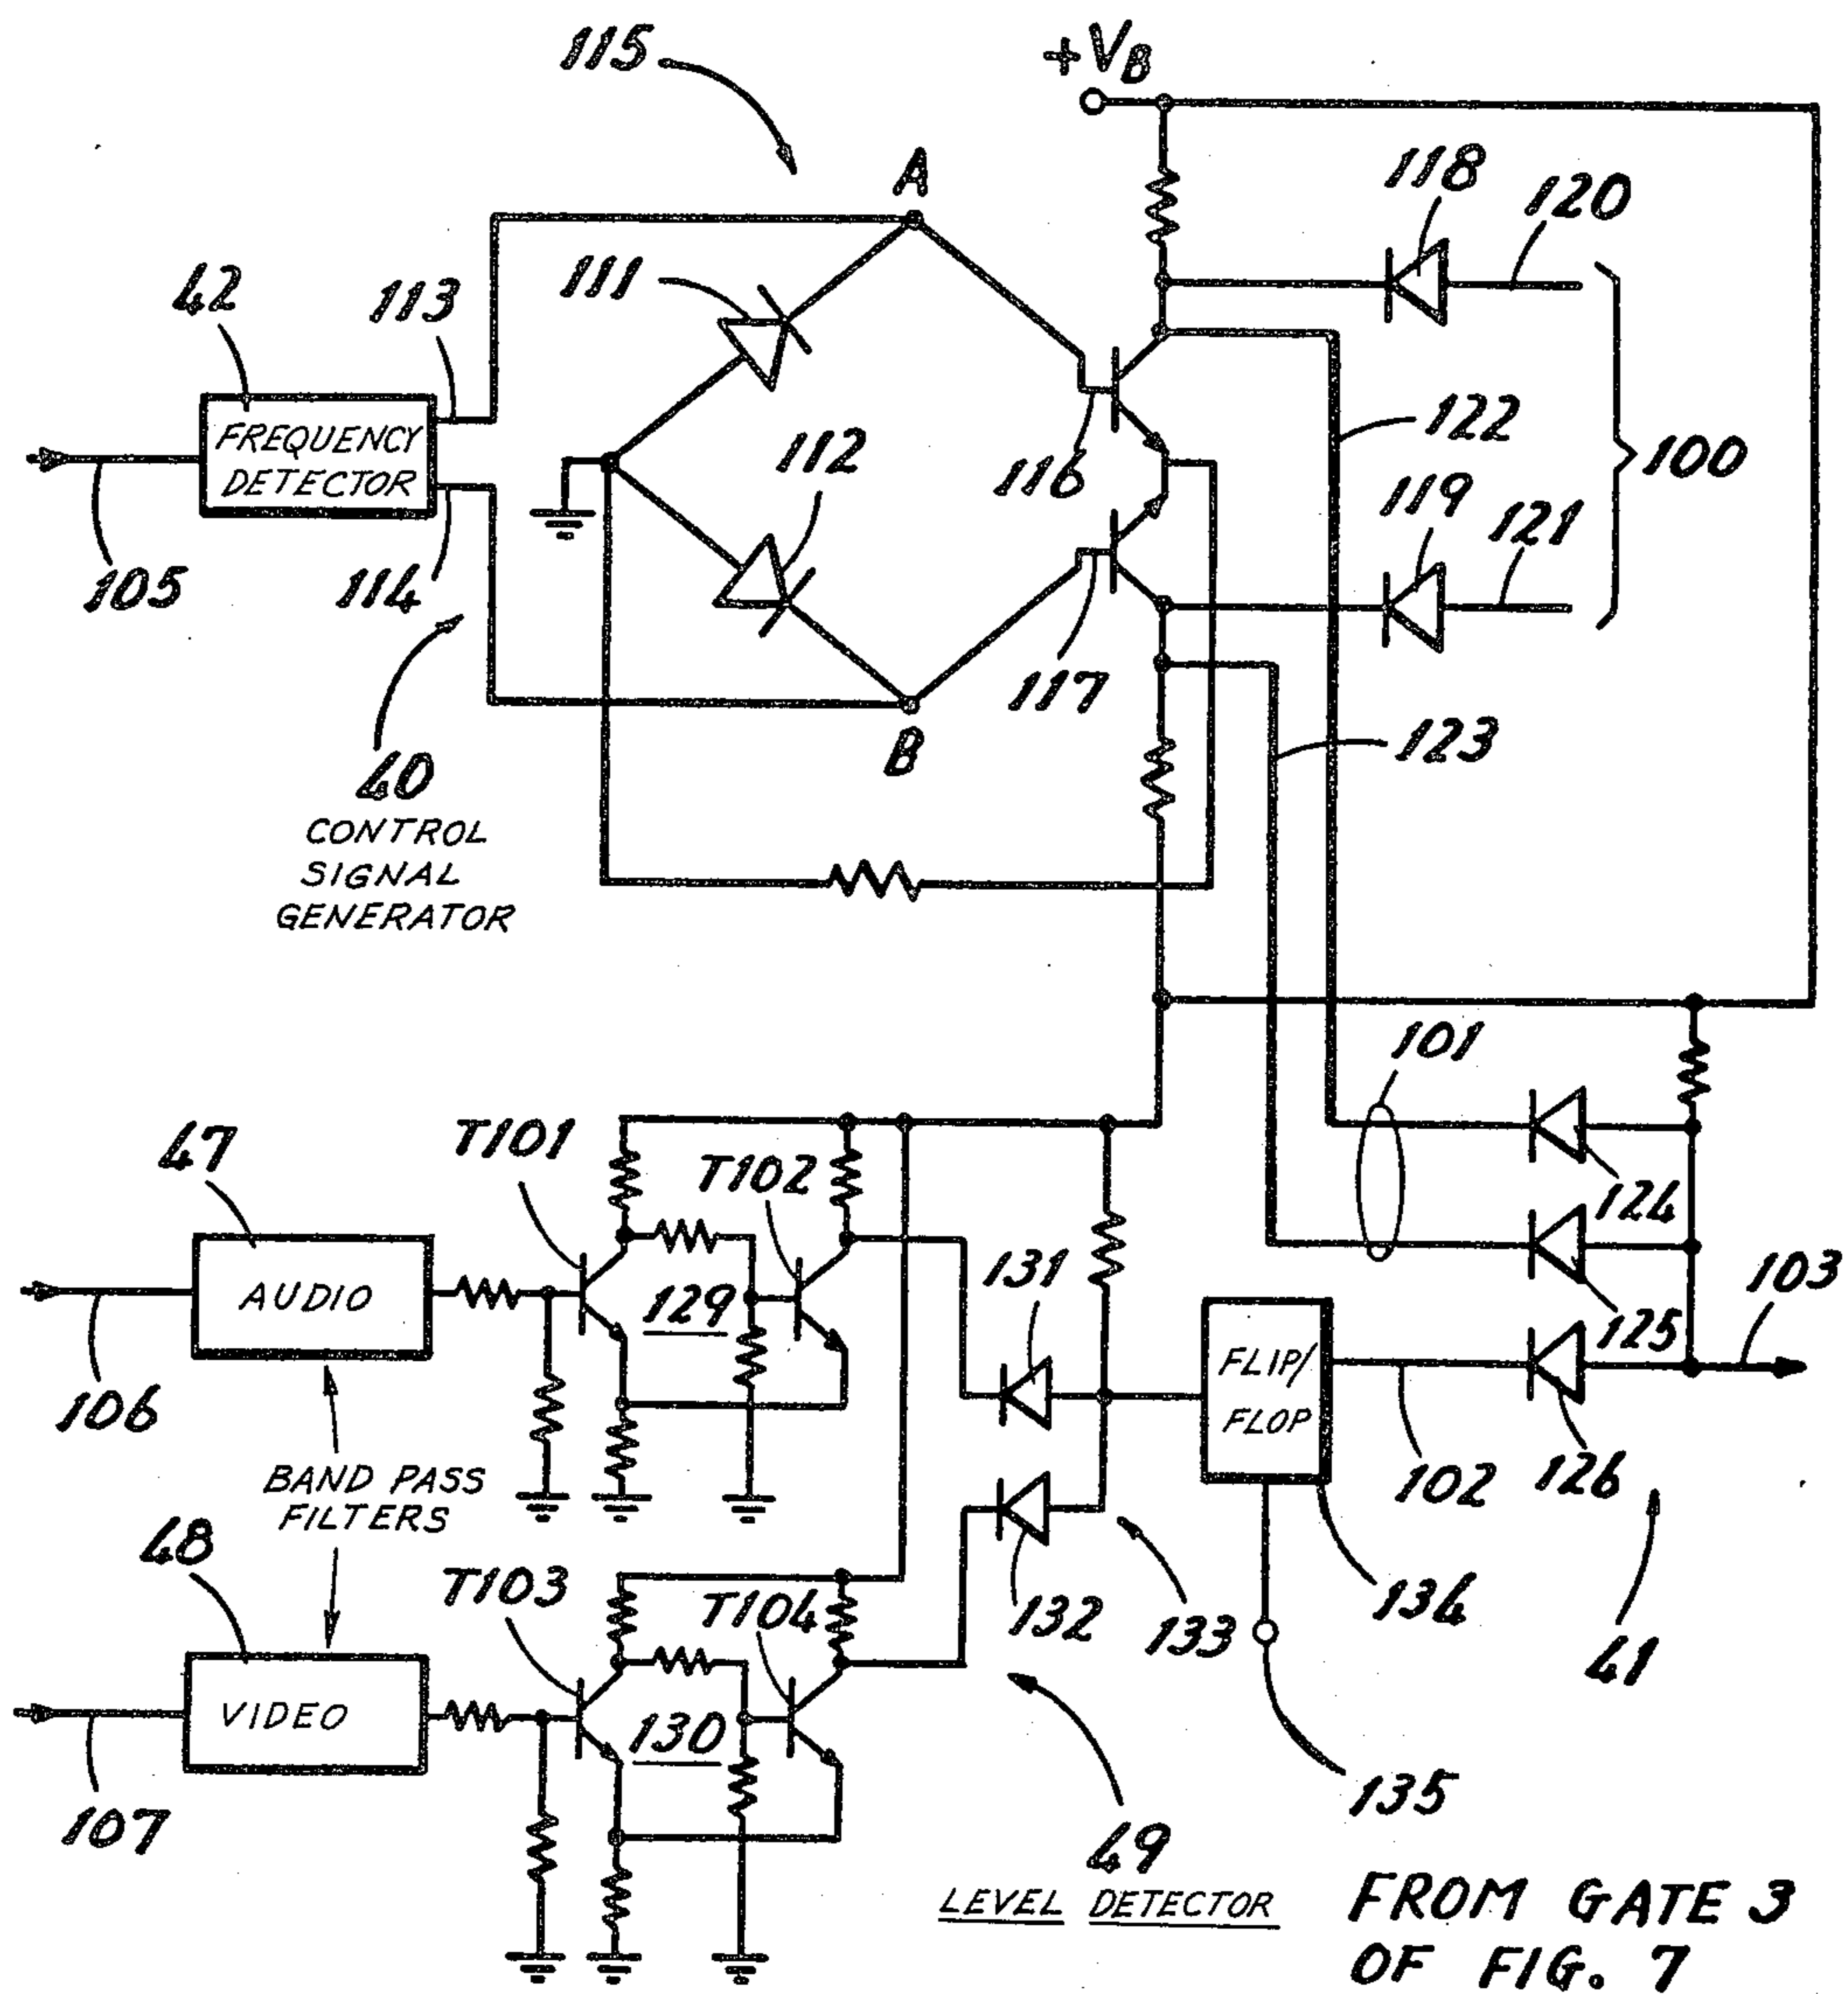 115
+VB
A
118
120
111
42
113
FREQUENCY
DETECTOR
112
122
100
116
119
121
105
114
117
B
123
40
CONTROL
SIGNAL
GENERATOR
101
T101
47
T102
124
131
103
AUDIO
129
125
FLIP/
FLOP
106
102
126
BAND PASS
FILTERS
48
T103
T104
132
133
134
41
VIDEO
130
135
107
49
LEVEL DETECTOR
FROM GATE 3
OF FIG. 7